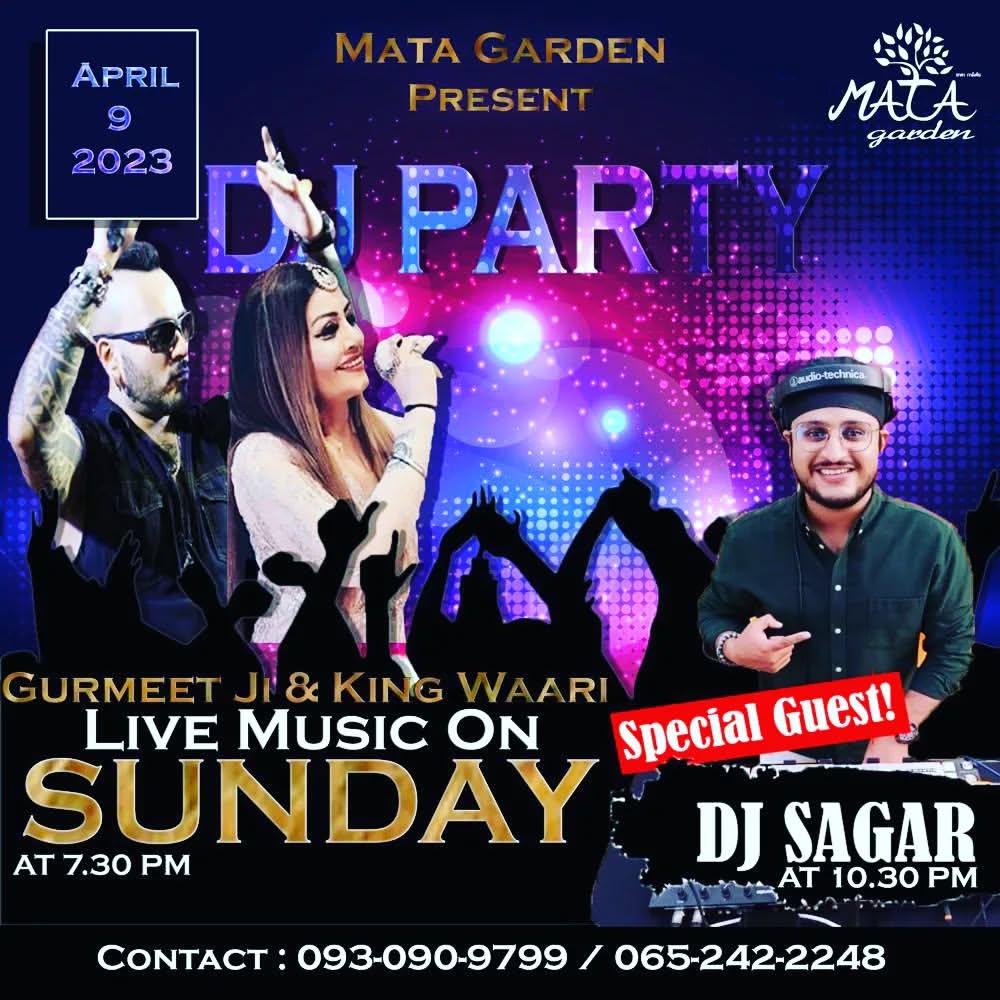 April
9
2023
Mata Garden
Present
MATA
garden
DJ PARTY
audio-technica
Gurmeet Ji & King Waari
Live Music On
SUNDAY
AT 7.30 PM
Special Guest!
DJ SAGAR
AT 10.30 PM
Contact : 093-090-9799 / 065-242-2248